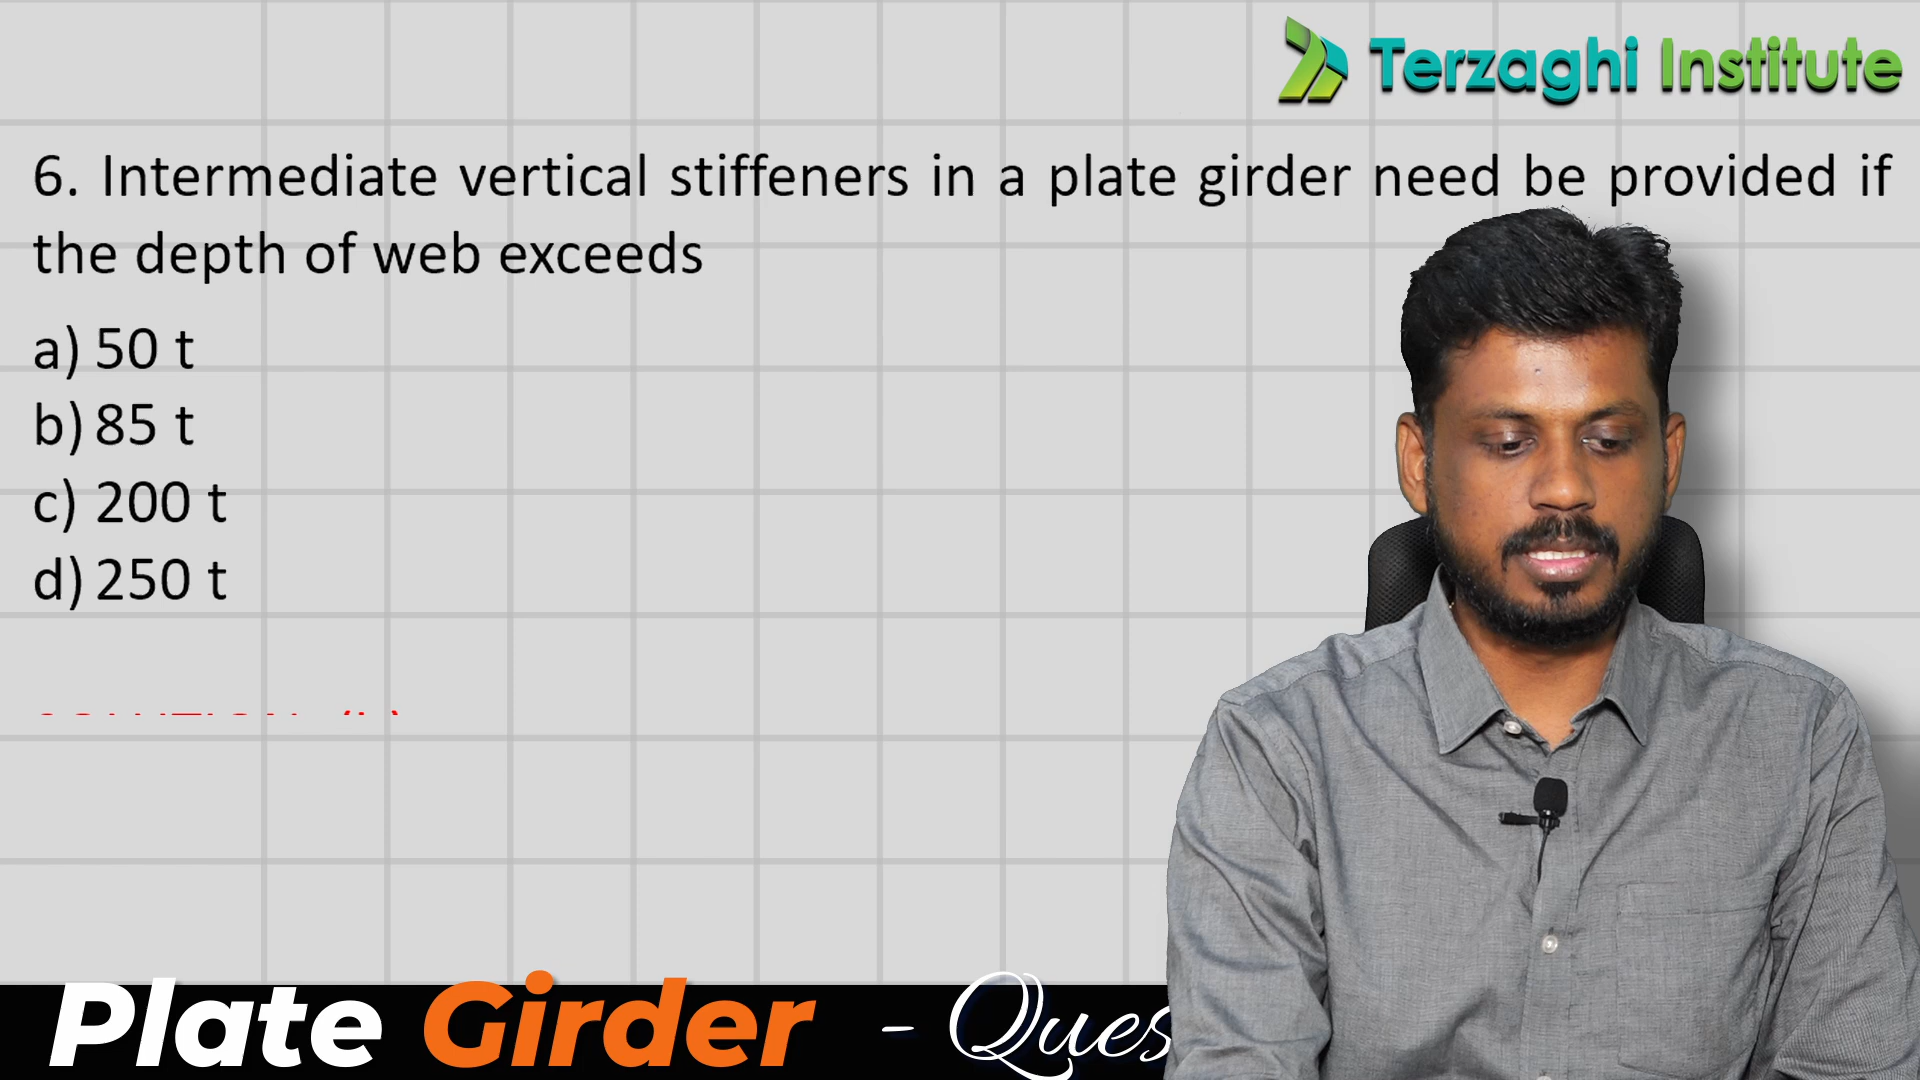 Terzaghi Institute
6. Intermediate vertical stiffeners in a plate girder need be provided if
the depth of web exceeds
a) 50 t
b) 85 t
c) 200 t
d) 250 t
Plate Girder - Ques